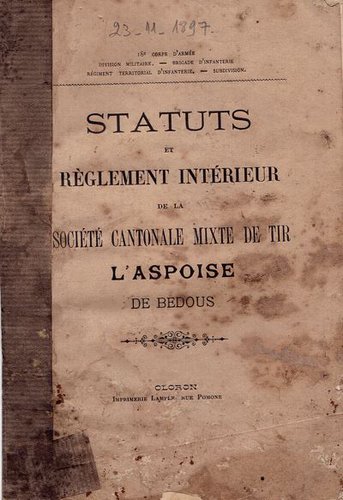 23-11-1897.
18e CORPS D'ARMÉE
DIVISION MILITAIRE, — BRIGADE D'INFANTERIE
RÉGIMENT TERRITORIAL D'INFANTERIE, — SUBDIVISION.
STATUTS
ET
RÈGLEMENT INTÉRIEUR
DE LA
SOCIÉTÉ CANTONALE MIXTE DE TIR
L'ASPOISE
DE BEDOUS
OLORON
IMPRIMERIE LAMPLE, RUE POMONE